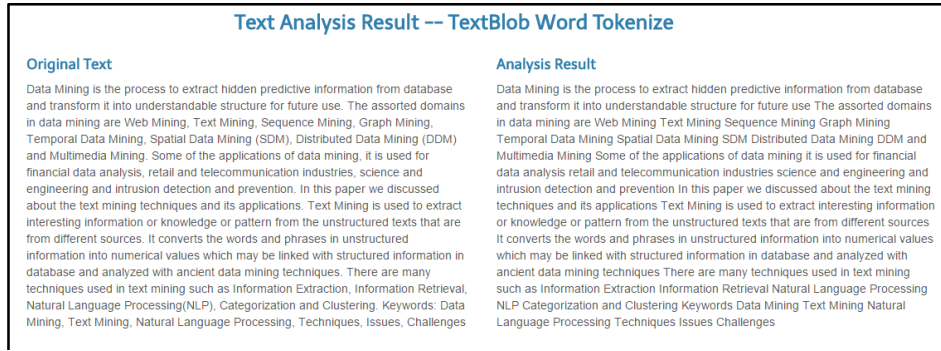 Text Analysis Result -- TextBlob Word Tokenize
Original Text
Data Mining is the process to extract hidden predictive information from database
and transform it into understandable structure for future use. The assorted domains
in data mining are Web Mining, Text Mining, Sequence Mining, Graph Mining,
Temporal Data Mining, Spatial Data Mining (SDM), Distributed Data Mining (DDM)
and Multimedia Mining. Some of the applications of data mining, it is used for
financial data analysis, retail and telecommunication industries, science and
engineering and intrusion detection and prevention. In this paper we discussed
about the text mining techniques and its applications. Text Mining is used to extract
interesting information or knowledge or pattern from the unstructured texts that are
from different sources. It converts the words and phrases in unstructured
information into numerical values which may be linked with structured information in
database and analyzed with ancient data mining techniques. There are many
techniques used in text mining such as Information Extraction, Information Retrieval,
Natural Language Processing(NLP), Categorization and Clustering. Keywords: Data
Mining, Text Mining, Natural Language Processing, Techniques, Issues, Challenges
Analysis Result
Data Mining is the process to extract hidden predictive information from database
and transform it into understandable structure for future use The assorted domains
in data mining are Web Mining Text Mining Sequence Mining Graph Mining
Temporal Data Mining Spatial Data Mining SDM Distributed Data Mining DDM and
Multimedia Mining Some of the applications of data mining it is used for financial
data analysis retail and telecommunication industries science and engineering and
intrusion detection and prevention In this paper we discussed about the text mining
techniques and its applications Text Mining is used to extract interesting information
or knowledge or pattern from the unstructured texts that are from different sources
It converts the words and phrases in unstructured information into numerical values
which may be linked with structured information in database and analyzed with
ancient data mining techniques There are many techniques used in text mining
such as Information Extraction Information Retrieval Natural Language Processing
NLP Categorization and Clustering Keywords Data Mining Text Mining Natural
Language Processing Techniques Issues Challenges